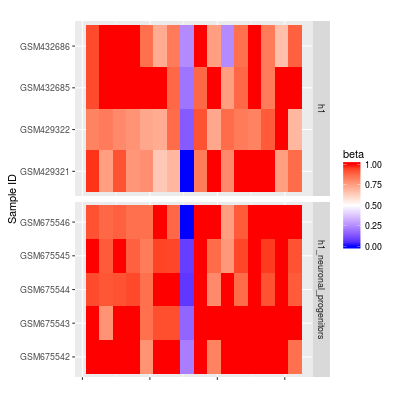 GSM432686
GSM432685
GSM429322
GSM429321
h1
GSM675546
GSM675545
GSM675544
GSM675543
GSM675542
h1_neuronal_progenitors
Sample ID
beta
1.00
0.75
0.50
0.25
0.00